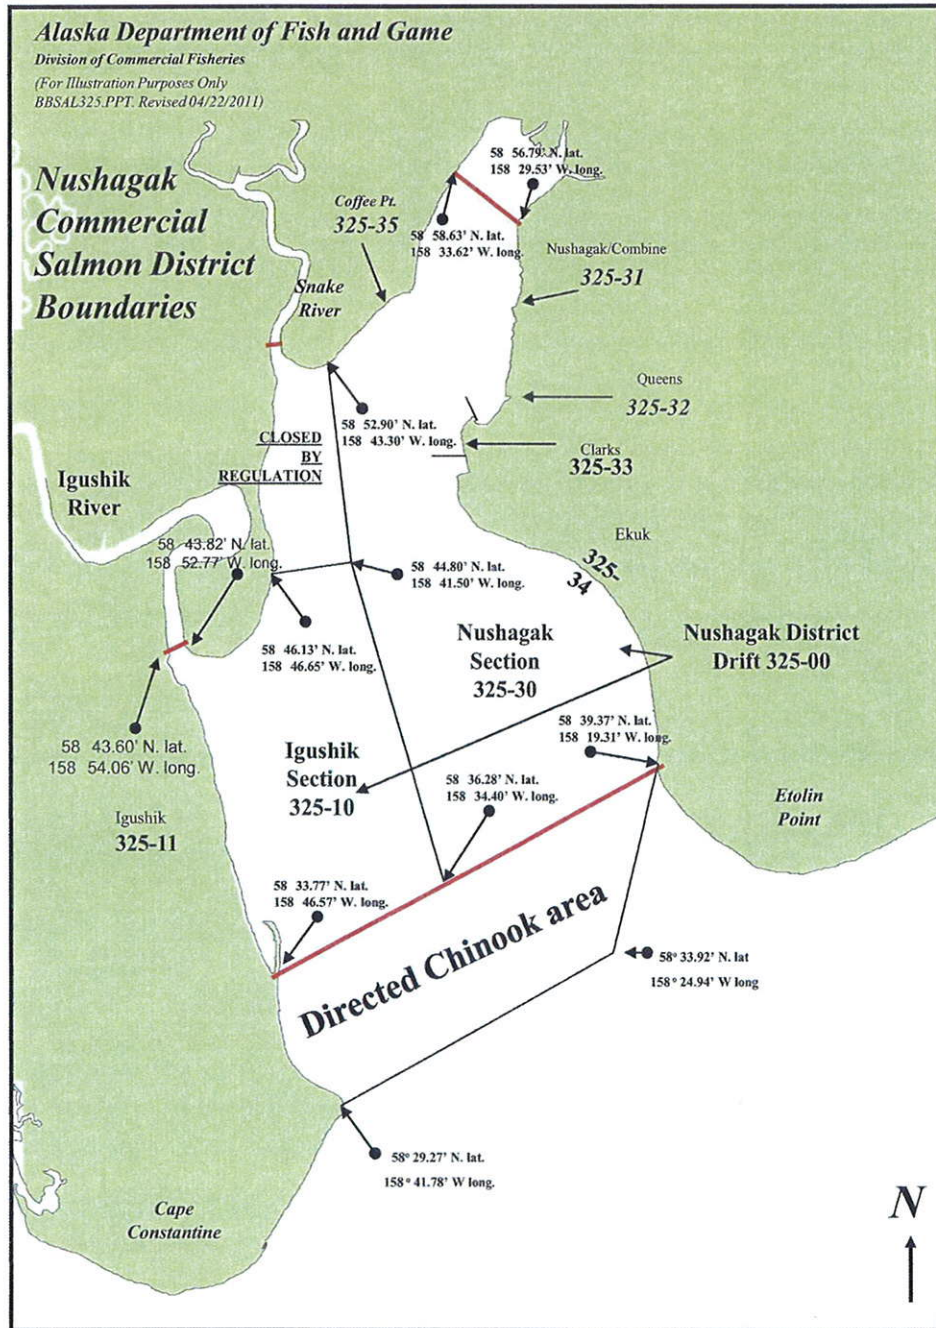 Alaska Department of Fish and Game
Division of Commercial Fisheries
(For Illustration Purposes Only
BBSAL325.PPT. Revised 04/22/2011)
Nushagak
Commercial
Salmon District
Boundaries
58 56.79' N. lat.
158 29.53' W. long.
Coffee Pt.
325-35
58 58.63' N. lat.
158 33.62' W. long.
Nushagak/Combine
325-31
Snake
River
Queens
325-32
58 52.90' N. lat.
158 43.30' W. long.
CLOSED
BY
REGULATION
Clarks
325-33
Igushik
River
58 43.82' N. lat.
158 52.77' W. long.
Ekuk
325-
34
58 44.80' N. lat.
158 41.50' W. long.
58 46.13' N. lat.
158 46.65' W. long.
Nushagak
Section
325-30
Nushagak District
Drift 325-00
58 43.60' N. lat.
158 54.06' W. long.
Igushik
Section
325-10
58 39.37' N. lat.
158 19.31' W. long.
58 36.28' N. lat.
158 34.40' W. long.
Igushik
325-11
Etolin
Point
58 33.77' N. lat.
158 46.57' W. long.
Directed Chinook area
58° 33.92' N. lat
158° 24.94' W long
58° 29.27' N. lat.
158° 41.78' W long.
Cape
Constantine
N